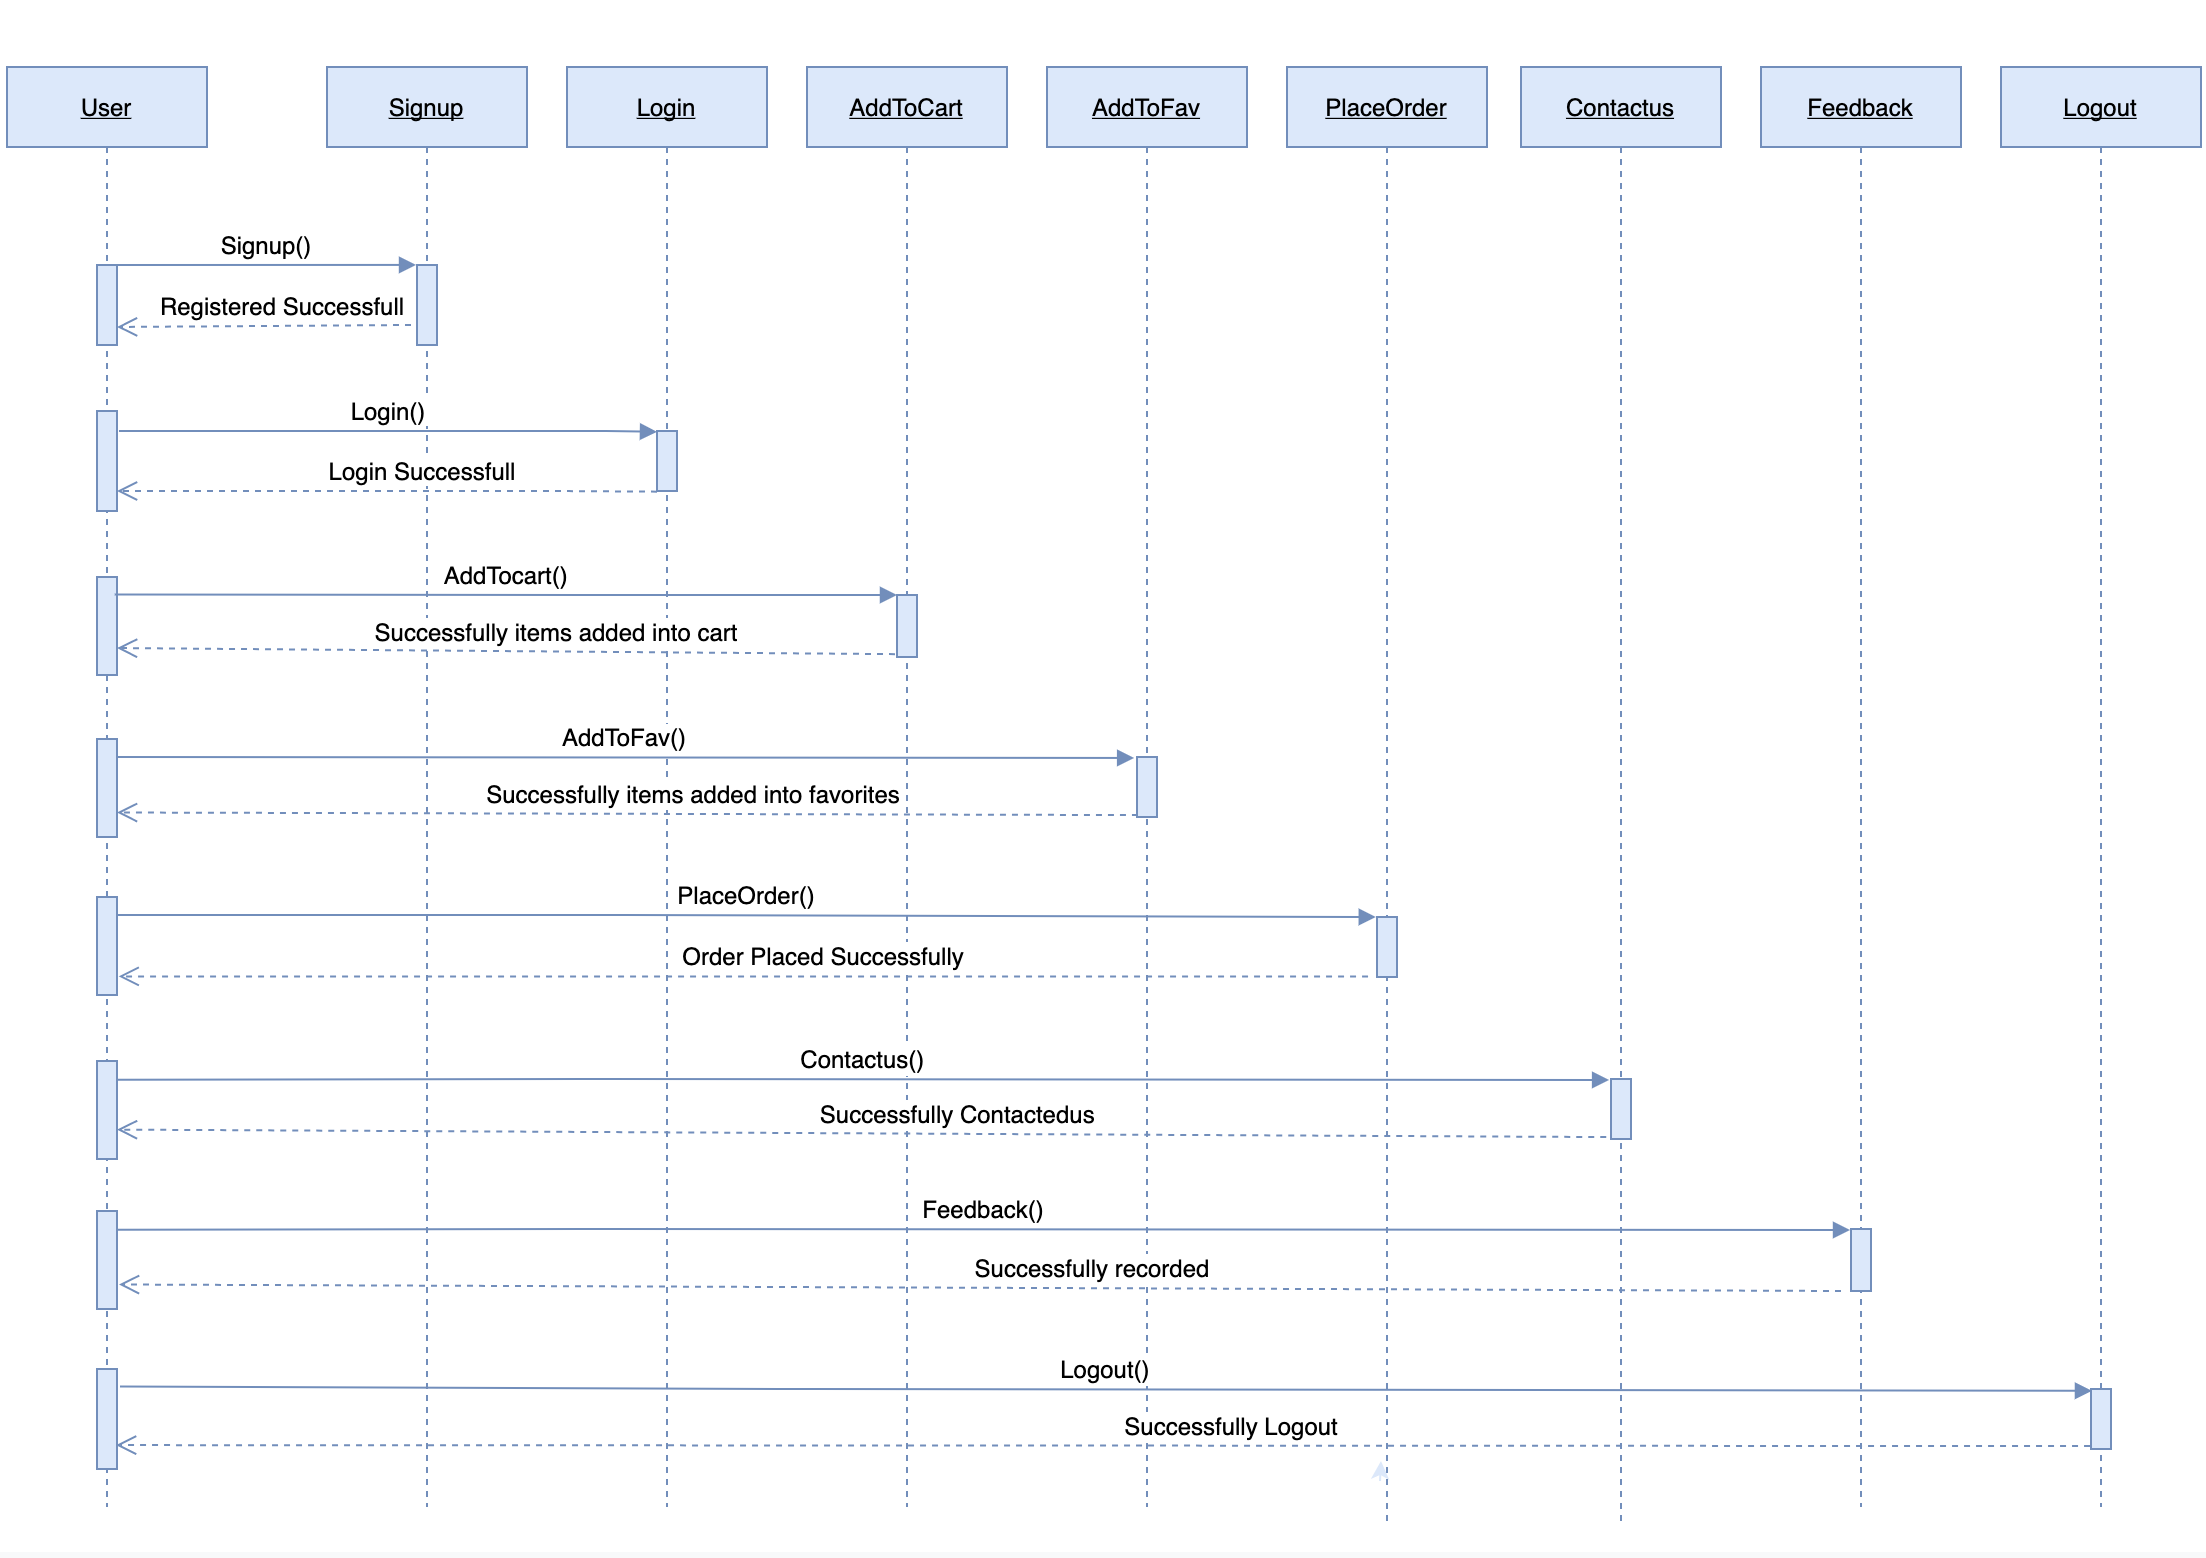 User
Signup
Login
AddToCart
AddToFav
PlaceOrder
Contactus
Feedback
Logout
Signup()
Registered Successfull
Login()
Login Successfull
AddTocart()
Successfully items added into cart
AddToFav()
Successfully items added into favorites
PlaceOrder()
Order Placed Successfully
Contactus()
Successfully Contactedus
Feedback()
Successfully recorded
Logout()
Successfully Logout